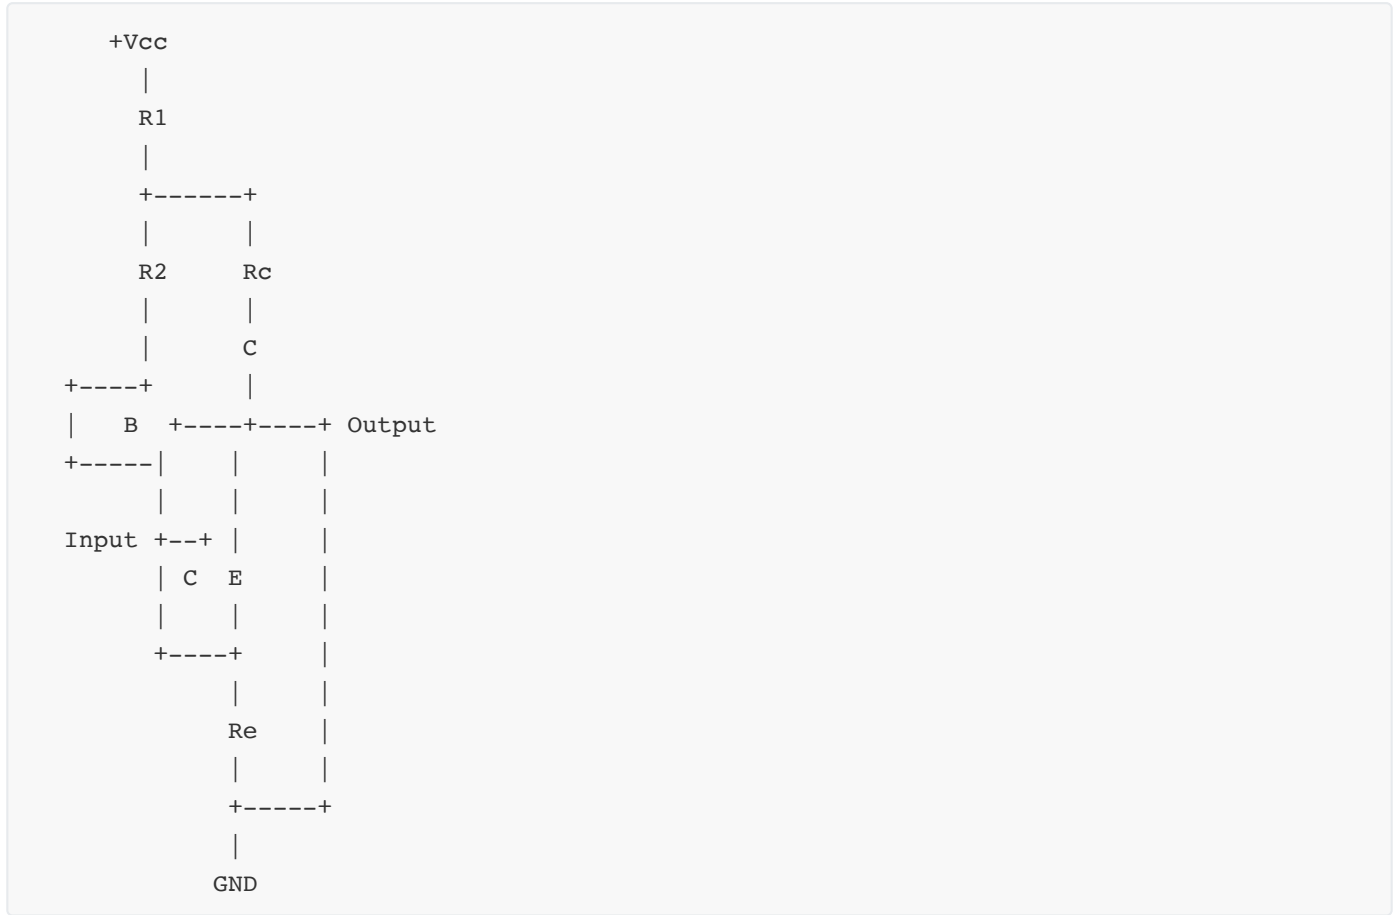 +Vcc
|
R1
|
+------+
|      |
R2     Rc
|      |
|      C
+----+       |
|   B  +----+----+ Output
+-----|    |     |
|    |     |
Input +--+ |     |
| C  E     |
|    |     |
+----+     |
|     |
Re    |
|     |
+-----+
|
GND